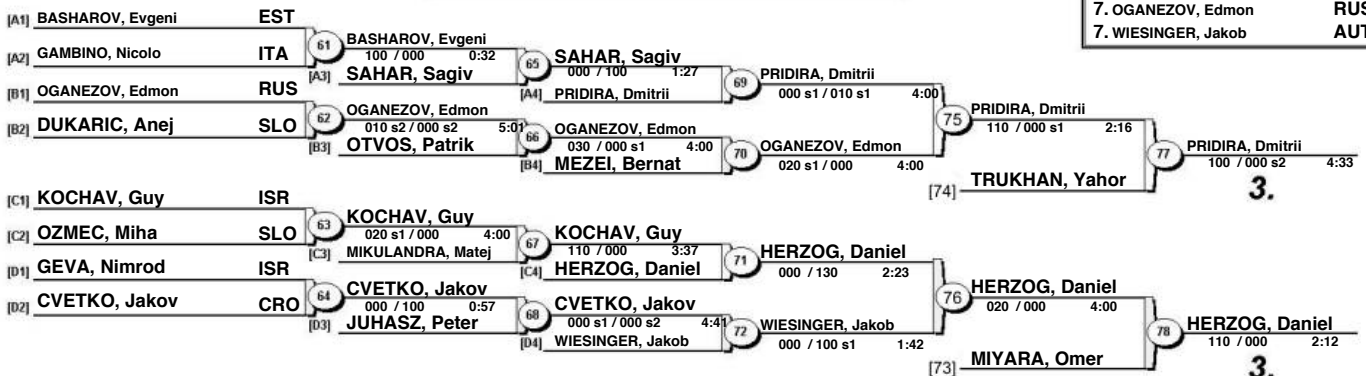 7. OGANEZOV, Edmon RUS
7. WIESINGER, Jakob AUT
[A1] BASHAROV, Evgeni EST
[A2] GAMBINO, Nicolo ITA
61 BASHAROV, Evgeni
100 / 000 0:32
[A3] SAHAR, Sagiv
65 SAHAR, Sagiv
000 / 100 1:27
[A4] PRIDIRA, Dmitrii
69 PRIDIRA, Dmitrii
000 s1 / 010 s1 4:00
[B1] OGANEZOV, Edmon RUS
[B2] DUKARIC, Anej SLO
62 OGANEZOV, Edmon
010 s2 / 000 s2 5:01
[B3] OTVOS, Patrik
66 OGANEZOV, Edmon
030 / 000 s1 4:00
[B4] MEZEI, Bernat
70 OGANEZOV, Edmon
020 s1 / 000 4:00
75 PRIDIRA, Dmitrii
110 / 000 s1 2:16
[74] TRUKHAN, Yahor
77 PRIDIRA, Dmitrii
100 / 000 s2 4:33
3.
[C1] KOCHAV, Guy ISR
[C2] OZMEC, Miha SLO
63 KOCHAV, Guy
020 s1 / 000 4:00
[C3] MIKULANDRA, Matej
67 KOCHAV, Guy
110 / 000 3:37
[C4] HERZOG, Daniel
71 HERZOG, Daniel
000 / 130 2:23
[D1] GEVA, Nimrod ISR
[D2] CVETKO, Jakov CRO
64 CVETKO, Jakov
000 / 100 0:57
[D3] JUHASZ, Peter
68 CVETKO, Jakov
000 s1 / 000 s2 4:41
[D4] WIESINGER, Jakob
72 WIESINGER, Jakob
000 / 100 s1 1:42
76 HERZOG, Daniel
020 / 000 4:00
[73] MIYARA, Omer
78 HERZOG, Daniel
110 / 000 2:12
3.